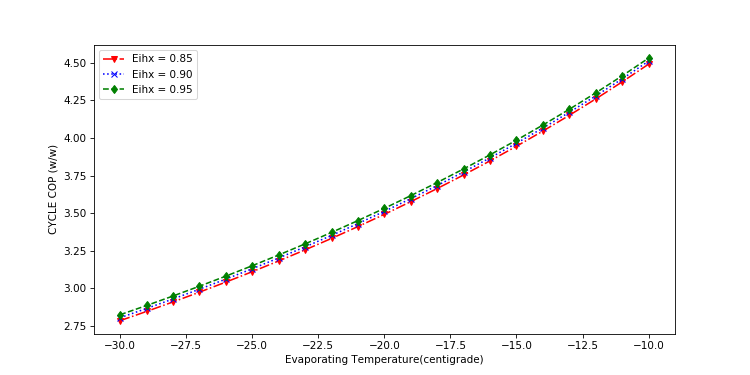 Eihx = 0.85
Eihx = 0.90
Eihx = 0.95
4.50
4.25
4.00
3.75
3.50
3.25
3.00
2.75
CYCLE COP (w/w)
−30.0 −27.5 −25.0 −22.5 −20.0 −17.5 −15.0 −12.5 −10.0
Evaporating Temperature(centigrade)